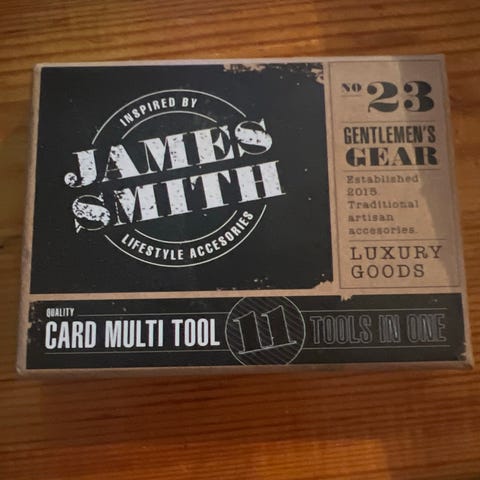 INSPIRED BY
JAMES
SMITH
LIFESTYLE ACCESORIES
NO 23
GENTLEMEN'S
GEAR
Established
2015.
Traditional
artisan
accesories.
LUXURY
GOODS
QUALITY
CARD MULTI TOOL 11 TOOLS IN ONE